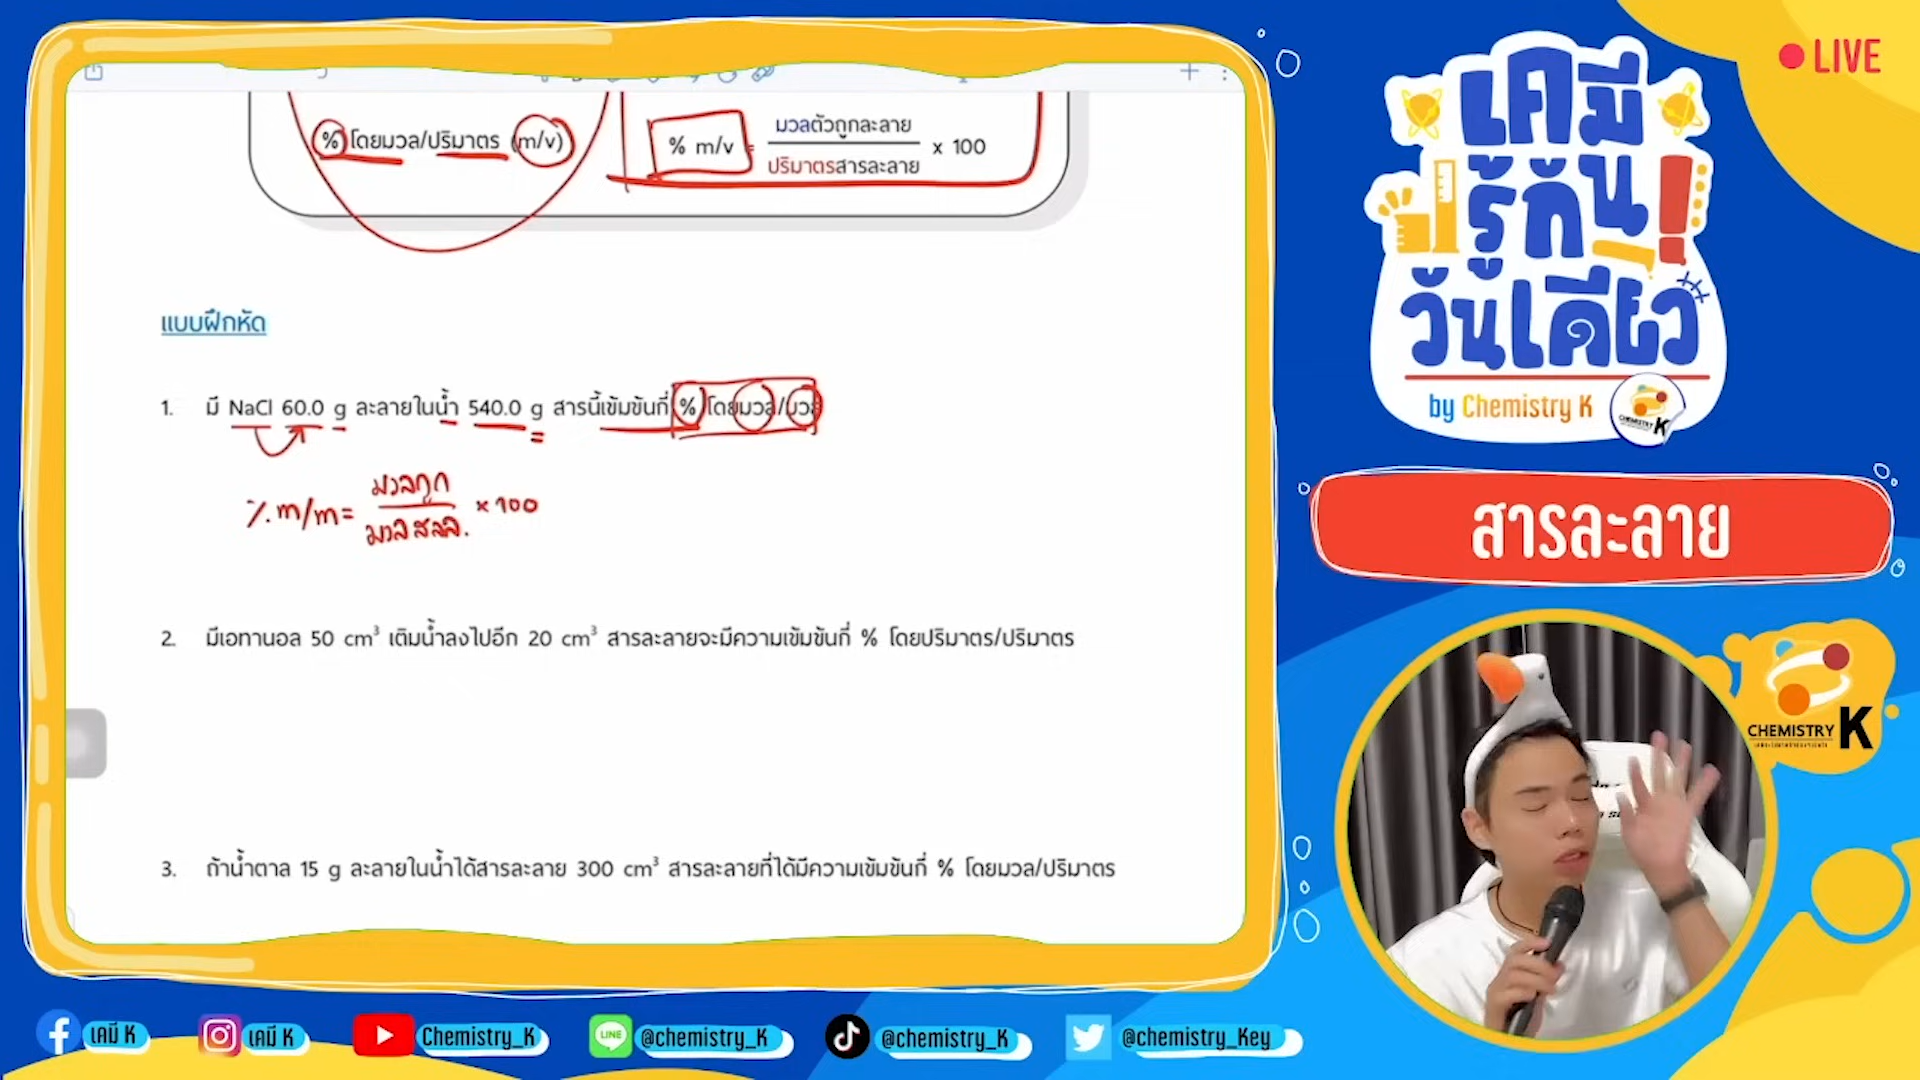 % โดยมวล/ปริมาตร (m/v)
% m/v = มวลตัวถูกละลาย
ปริมาตรสารละลาย
x 100
แบบฝึกหัด
1. มี NaCl 60.0 g ละลายในน้ำ 540.0 g สารนี้เข้มข้นกี่ % โดยมวล/มวล
% m/m = มวลถูก
มวลสลล.
× 100
2. มีเอทานอล 50 cm³ เติมน้ำลงไปอีก 20 cm³ สารละลายจะมีความเข้มข้นกี่ % โดยปริมาตร/ปริมาตร
3. ถ้าน้ำตาล 15 g ละลายในน้ำได้สารละลาย 300 cm³ สารละลายที่ได้มีความเข้มข้นกี่ % โดยมวล/ปริมาตร
LIVE
เคมี
รู้กัน!
วันเดียว
by Chemistry K
CHEMISTRY K
สารละลาย
CHEMISTRY K
เคมี K
เคมี K
Chemistry_K
LINE
@chemistry_K
@chemistry_K
@chemistry_Key